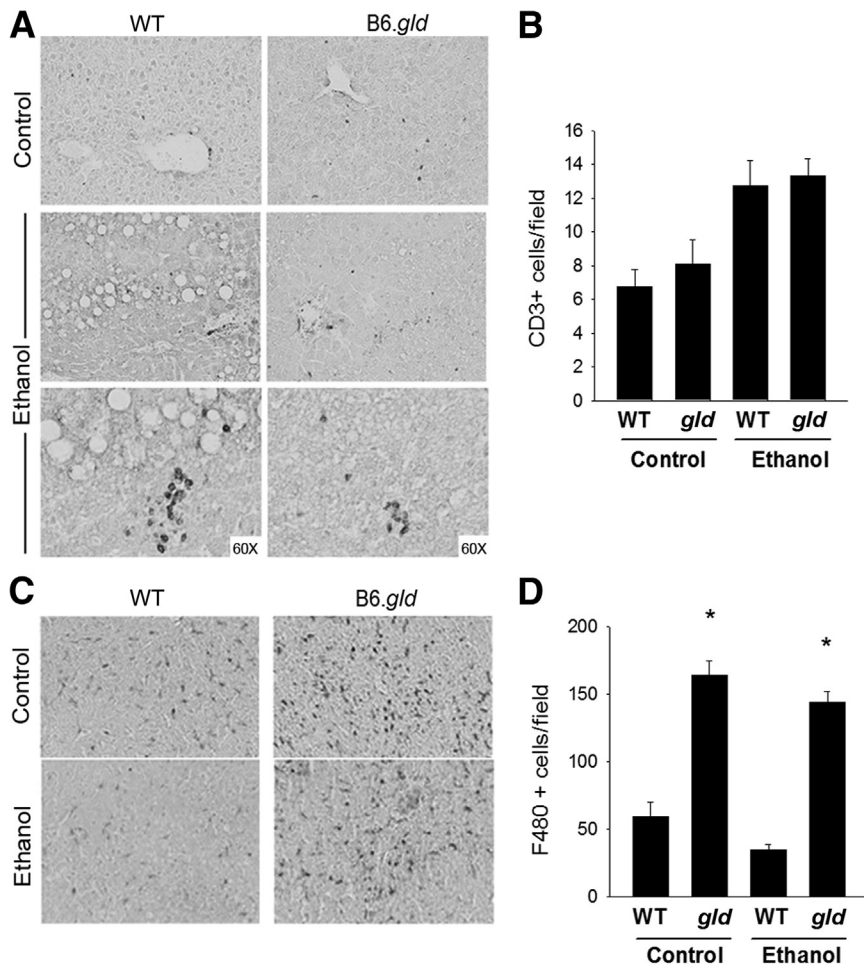 A
WT
B6.gld
Control
Ethanol
60X
60X
B
CD3+ cells/field
16
14
12
10
8
6
4
2
0
WT
gld
WT
gld
Control
Ethanol
C
WT
B6.gld
Control
Ethanol
D
F480 + cells/field
200
150
100
50
0
*
*
WT
gld
WT
gld
Control
Ethanol